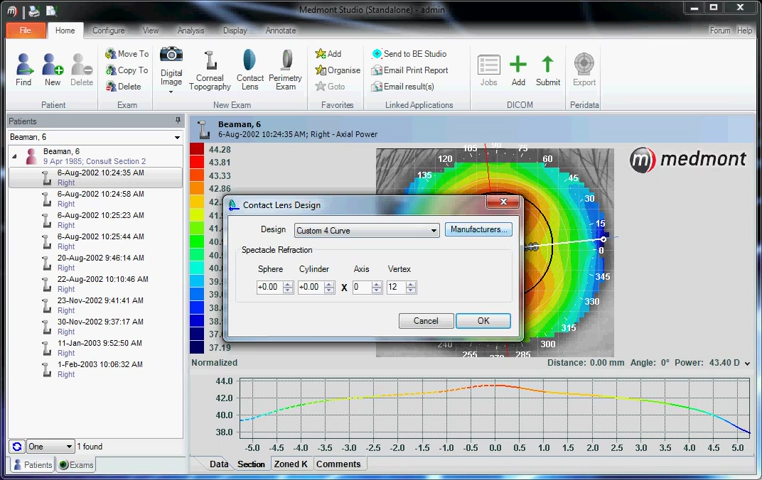 Medmont Studio (Standalone) - admin
File Home Configure View Analysis Display Annotate Forum Help
Find New Delete
Move To
Copy To
Delete
Digital Image Corneal Topography Contact Lens Perimetry Exam
Add
Organise
Goto
Send to BE Studio
Email Print Report
Email result(s)
Jobs Add Submit Export
Patient Exam New Exam Favorites Linked Applications DICOM Peridata
Patients
Beaman, 6
Beaman, 6
9 Apr 1985; Consult Section 2
6-Aug-2002 10:24:35 AM
Right
6-Aug-2002 10:24:58 AM
Right
6-Aug-2002 10:25:23 AM
Right
6-Aug-2002 10:25:44 AM
Right
20-Aug-2002 9:46:14 AM
Right
22-Aug-2002 10:10:46 AM
Right
23-Nov-2002 9:41:41 AM
Right
30-Nov-2002 9:37:17 AM
Right
11-Jan-2003 9:52:50 AM
Right
1-Feb-2003 10:06:32 AM
Right
One 1 found
Patients Exams
Beaman, 6
6-Aug-2002 10:24:35 AM; Right - Axial Power
44.28
43.81
43.33
42.86
37.19
Normalized
135 120 105 75 60 45
0
345
330
315
300
240
medmont
Contact Lens Design
Design Custom 4 Curve Manufacturers...
Spectacle Refraction
Sphere Cylinder Axis Vertex
+0.00 +0.00 X 0 12
Cancel OK
Distance: 0.00 mm Angle: 0° Power: 43.40 D
44.0
42.0
40.0
38.0
-5.0 -4.5 -4.0 -3.5 -3.0 -2.5 -2.0 -1.5 -1.0 -0.5 0.0 0.5 1.0 1.5 2.0 2.5 3.0 3.5 4.0 4.5 5.0
Data Section Zoned K Comments